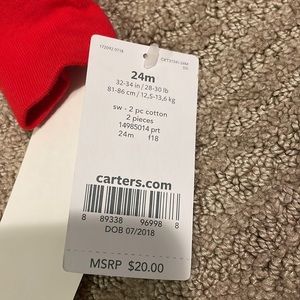 24m
32-34 in / 28-30 lb
81-86 cm / 12,5-13,6 kg
sw - 2 pc cotton
2 pieces
14985014 prt
24m f18
carters.com
8 89338 96998 8
DOB 07/2018
MSRP $20.00